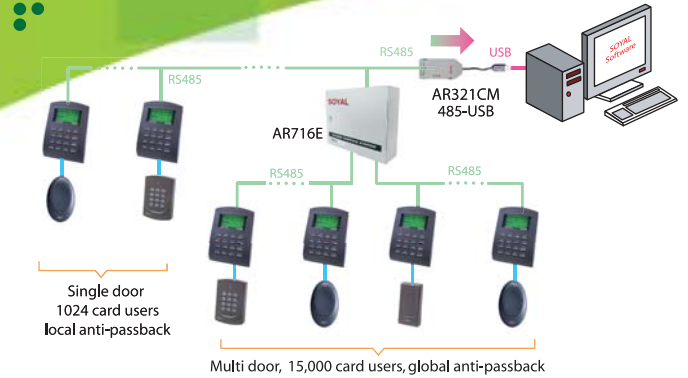 RS485
USB
SOYAL
Software
RS485
AR321CM
485-USB
SOYAL
AR716E
RS485
RS485
Single door
1024 card users
local anti-passback
Multi door, 15,000 card users, global anti-passback